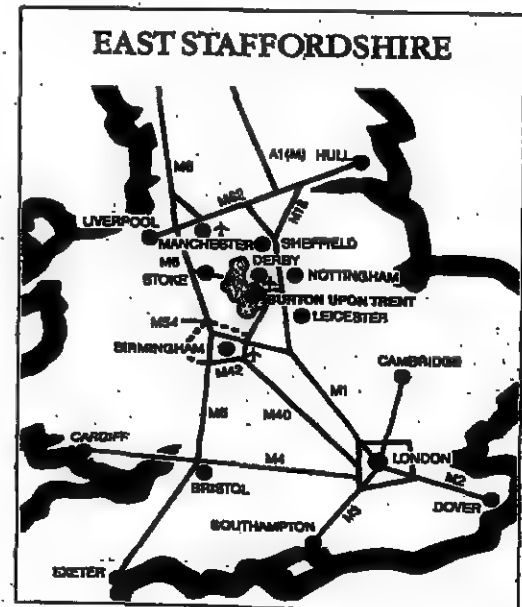 EAST STAFFORDSHIRE
A1(M) HULL
M6
M62
M18
LIVERPOOL
MANCHESTER SHEFFIELD
M6 DERBY
STOKE NOTTINGHAM
BURTON UPON TRENT
M54 LEICESTER
BIRMINGHAM CAMBRIDGE
M42 M1
M5 M40
CARDIFF
M4 LONDON
BRISTOL M2
DOVER
SOUTHAMPTON M3
EXETER